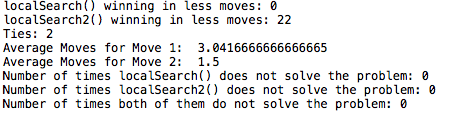 localSearch() winning in less moves: 0
localSearch2() winning in less moves: 22
Ties: 2
Average Moves for Move 1:  3.0416666666666665
Average Moves for Move 2:  1.5
Number of times localSearch() does not solve the problem: 0
Number of times localSearch2() does not solve the problem: 0
Number of times both of them do not solve the problem: 0